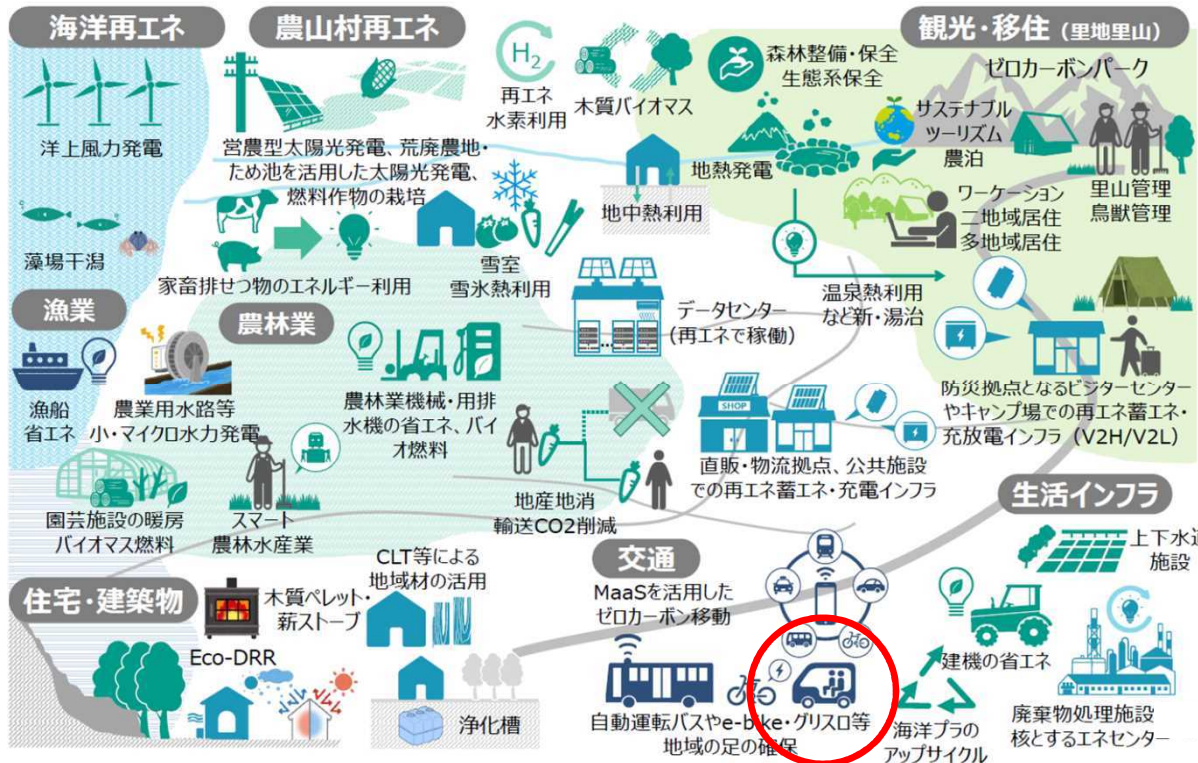 海洋再エネ
農山村再エネ
観光・移住（里地里山）
洋上風力発電
営農型太陽光発電、荒廃農地・
ため池を活用した太陽光発電、
燃料作物の栽培
H2
再エネ
水素利用
木質バイオマス
森林整備・保全
生態系保全
ゼロカーボンパーク
サステナブル
ツーリズム
農泊
地熱発電
地中熱利用
里山管理
鳥獣管理
ワーケーション
二地域居住
多地域居住
藻場干潟
家畜排せつ物のエネルギー利用
雪室
雪氷熱利用
温泉熱利用
など新・湯治
漁業
農林業
データセンター
(再エネで稼働)
漁船
省エネ
農業用水路等
小・マイクロ水力発電
農林業機械・用排
水機の省エネ、バイ
オ燃料
SHOP
防災拠点となるビジターセンター
やキャンプ場での再エネ蓄エネ・
充放電インフラ（V2H/V2L）
直販・物流拠点、公共施設
での再エネ蓄エネ・充電インフラ
地産地消
輸送CO2削減
園芸施設の暖房
バイオマス燃料
スマート
農林水産業
生活インフラ
上下水道
施設
交通
MaaSを活用した
ゼロカーボン移動
CLT等による
地域材の活用
住宅・建築物
木質ペレット・
薪ストーブ
Eco-DRR
浄化槽
自動運転バスやe-bike・グリスロ等
地域の足の確保
建機の省エネ
海洋プラの
アップサイクル
廃棄物処理施設
核とするエネセンター